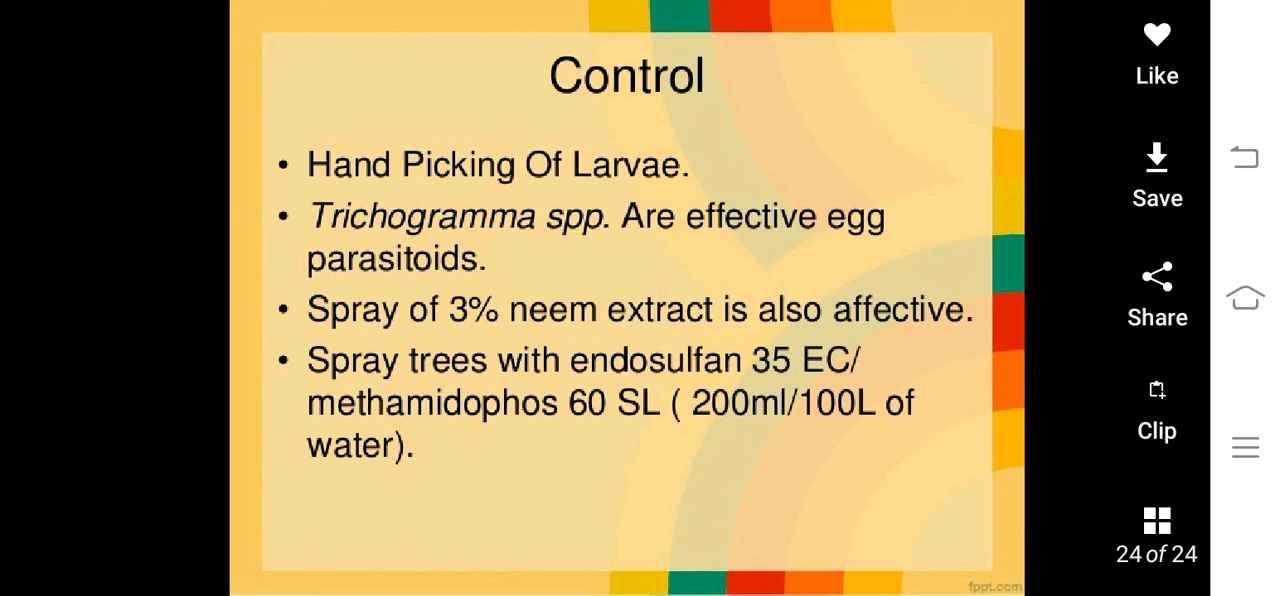 Control
• Hand Picking Of Larvae.
• Trichogramma spp. Are effective egg
parasitoids.
• Spray of 3% neem extract is also affective.
• Spray trees with endosulfan 35 EC/
methamidophos 60 SL ( 200ml/100L of
water).
fppt.com
Like
Save
Share
Clip
24 of 24